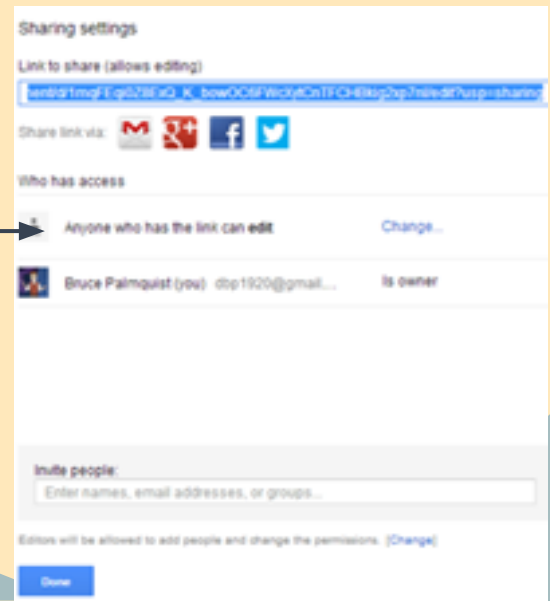 Sharing settings
Link to share (allows editing)
Share link via:
Who has access
Anyone who has the link can edit Change...
Bruce Palmquist (you) dbp1920@gmail.... Is owner
Invite people:
Enter names, email addresses, or groups...
Editors will be allowed to add people and change the permissions. [Change]
Done